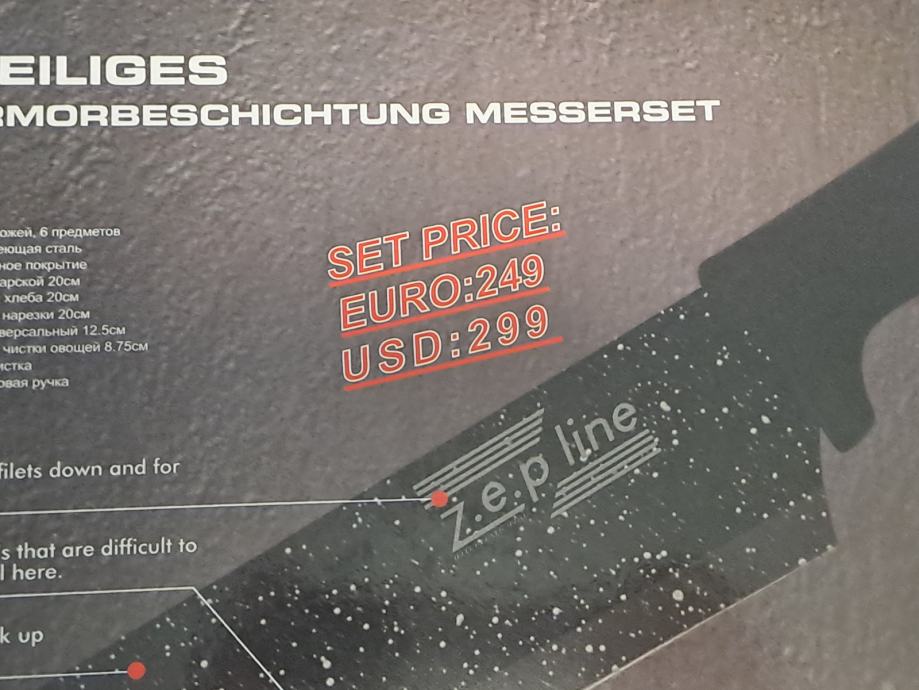 EILIGES
RMORBESCHICHTUNG MESSERSET
ожей, 6 предметов
еющая сталь
ное покрытие
арской 20см
хлеба 20см
нарезки 20см
версальный 12.5см
чистки овощей 8.75см
истка
овая ручка
SET PRICE:
EURO:249
USD:299
z.e.p line
filets down and for
s that are difficult to
l here.
k up